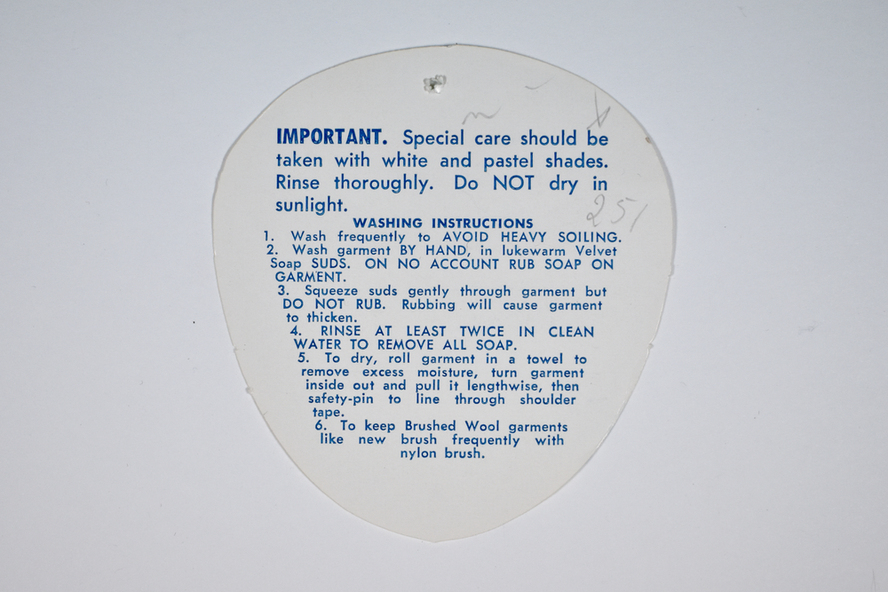 IMPORTANT. Special care should be
taken with white and pastel shades.
Rinse thoroughly. Do NOT dry in
sunlight.
WASHING INSTRUCTIONS
1. Wash frequently to AVOID HEAVY SOILING.
2. Wash garment BY HAND, in lukewarm Velvet
Soap SUDS. ON NO ACCOUNT RUB SOAP ON
GARMENT.
3. Squeeze suds gently through garment but
DO NOT RUB. Rubbing will cause garment
to thicken.
4. RINSE AT LEAST TWICE IN CLEAN
WATER TO REMOVE ALL SOAP.
5. To dry, roll garment in a towel to
remove excess moisture, turn garment
inside out and pull it lengthwise, then
safety-pin to line through shoulder
tape.
6. To keep Brushed Wool garments
like new brush frequently with
nylon brush.